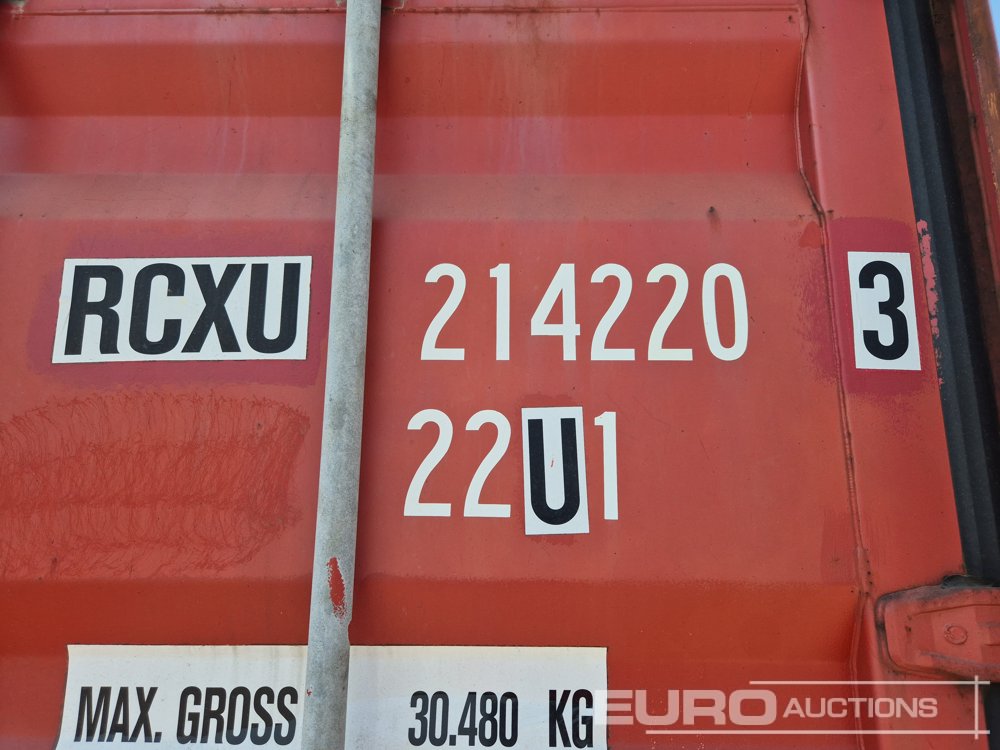 RCXU 214220 3
22U1
MAX. GROSS 30.480 KG
EURO AUCTIONS